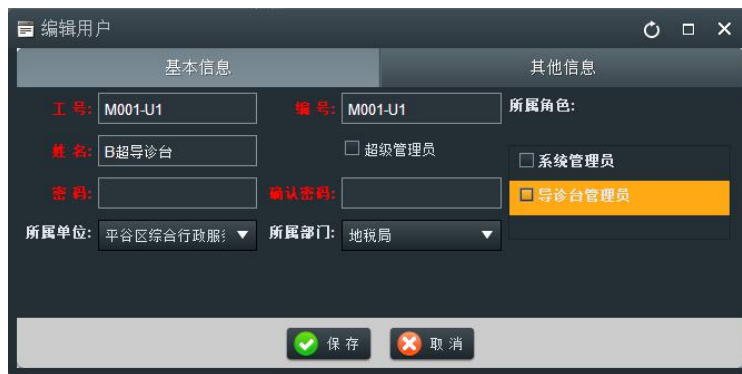 编辑用户
基本信息 其他信息
工 号: M001-U1 编 号: M001-U1 所属角色:
姓 名: B超导诊台 超级管理员 系统管理员
密 码: 确认密码: 导诊台管理员
所属单位: 平谷区综合行政服 所属部门: 地税局
保 存 取 消